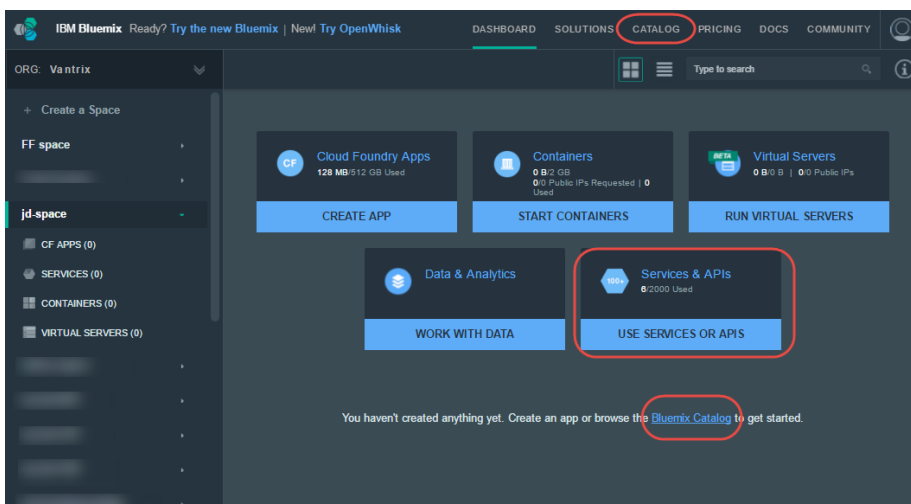 IBM Bluemix Ready? Try the new Bluemix | New! Try OpenWhisk DASHBOARD SOLUTIONS CATALOG PRICING DOCS COMMUNITY
ORG: Vantrix
Type to search
+ Create a Space
FF space
jd-space
CF APPS (0)
SERVICES (0)
CONTAINERS (0)
VIRTUAL SERVERS (0)
CF
Cloud Foundry Apps
128 MB/512 GB Used
CREATE APP
Containers
0 B/2 GB
0/0 Public IPs Requested | 0
Used
START CONTAINERS
BETA
Virtual Servers
0 B/0 B | 0/0 Public IPs
RUN VIRTUAL SERVERS
Data & Analytics
WORK WITH DATA
100+
Services & APIs
6/2000 Used
USE SERVICES OR APIS
You haven't created anything yet. Create an app or browse the Bluemix Catalog to get started.